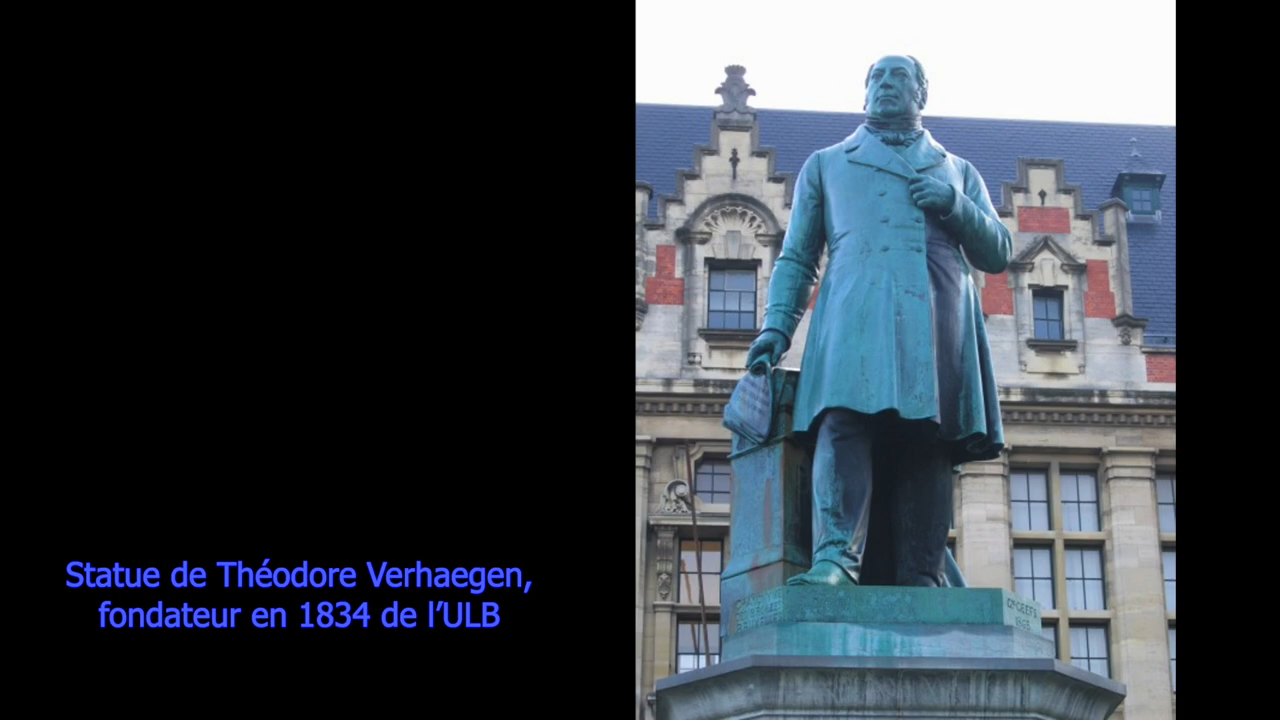 Statue de Théodore Verhaegen,
fondateur en 1834 de l’ULB